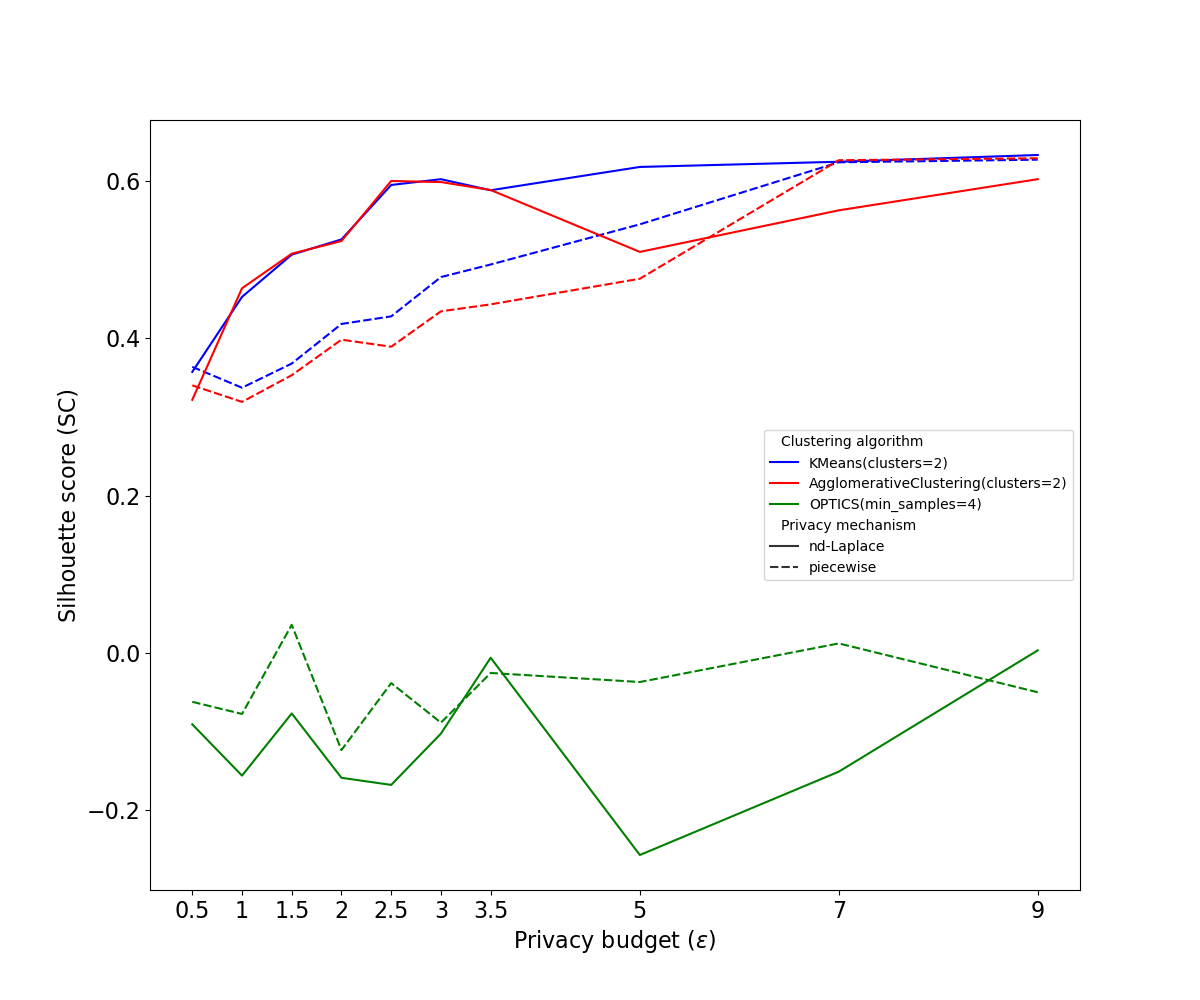 0.6
0.4
0.2
0.0
−0.2
Silhouette score (SC)
Clustering algorithm
KMeans(clusters=2)
AgglomerativeClustering(clusters=2)
OPTICS(min_samples=4)
Privacy mechanism
nd-Laplace
piecewise
0.5 1 1.5 2 2.5 3 3.5 5 7 9
Privacy budget (ε)